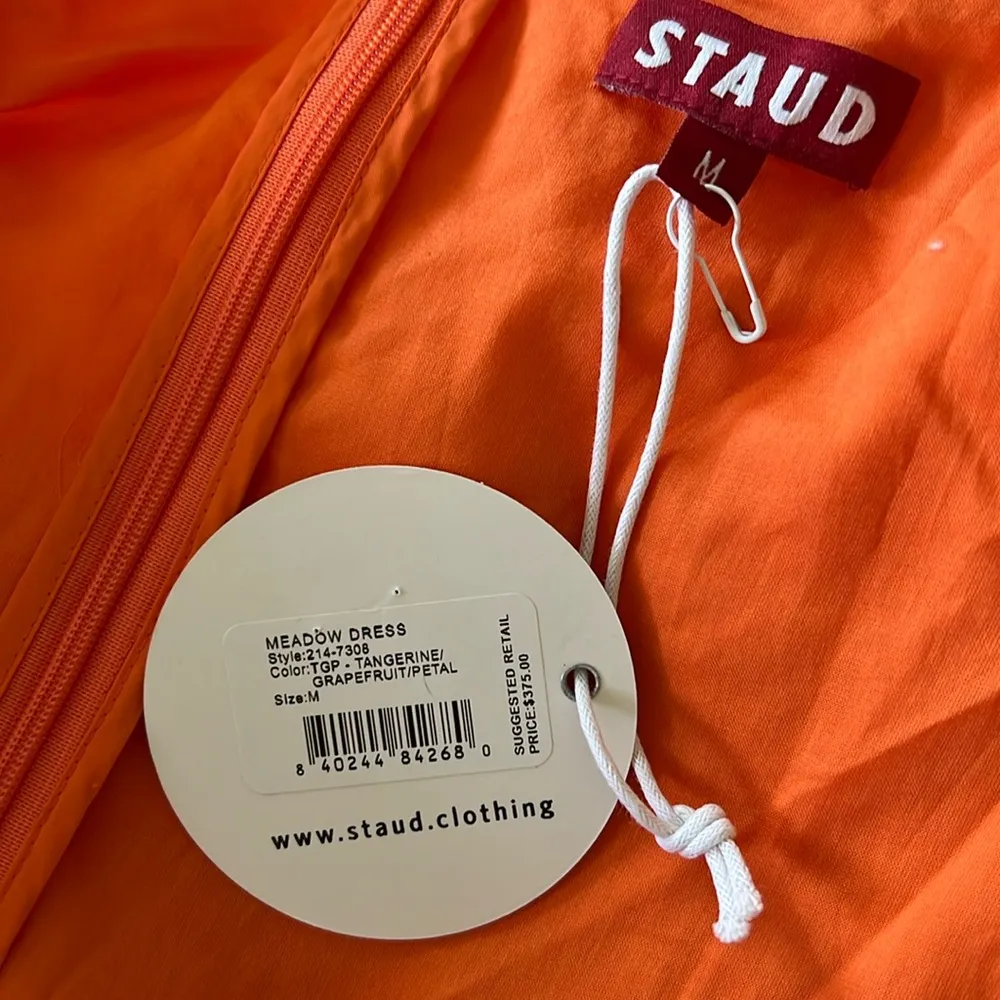 STAUD
M
MEADOW DRESS
Style:214-7308
Color:TGP - TANGERINE/
GRAPEFRUIT/PETAL
Size:M
8 40244 84268 0
SUGGESTED RETAIL
PRICE:$375.00
www.staud.clothing